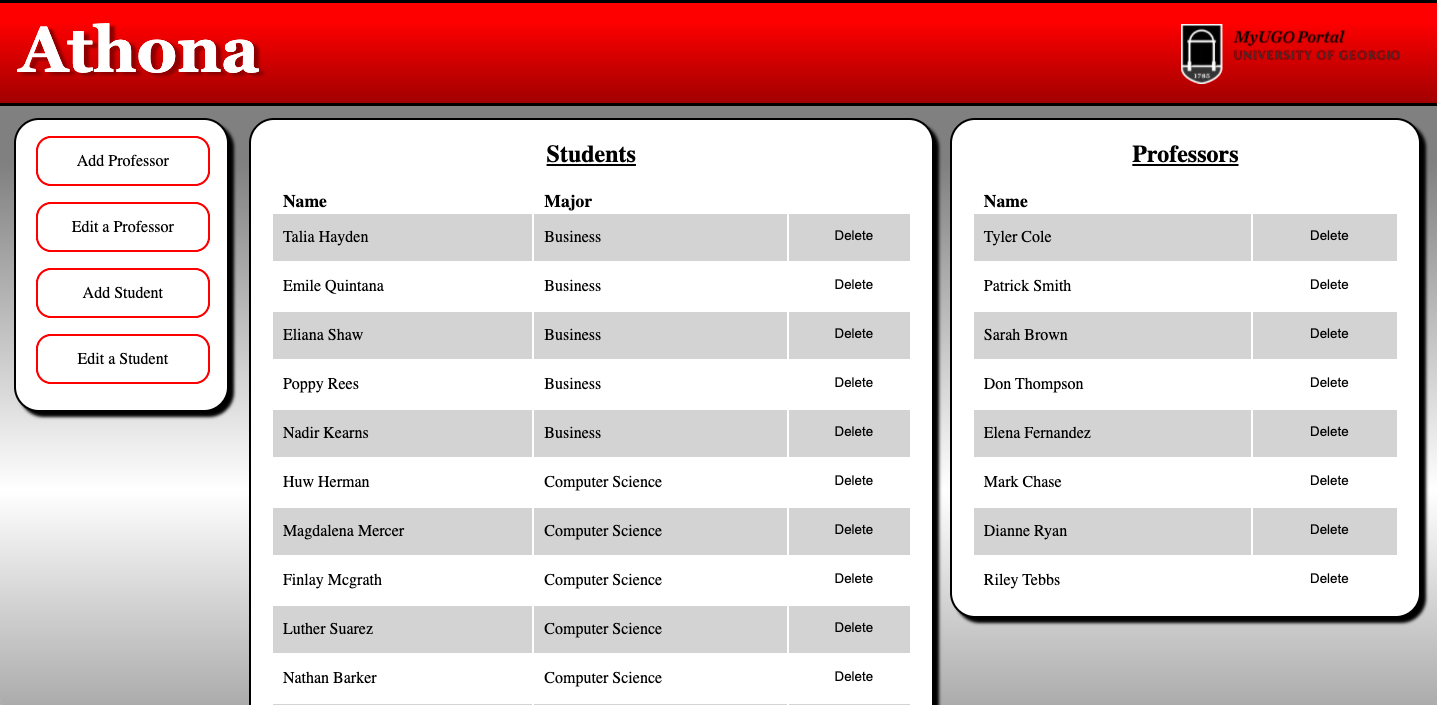 Athona
MyUGO Portal
UNIVERSITY OF GEORGIO
1785
Add Professor
Edit a Professor
Add Student
Edit a Student
Students
Name Major
Talia Hayden Business Delete
Emile Quintana Business Delete
Eliana Shaw Business Delete
Poppy Rees Business Delete
Nadir Kearns Business Delete
Huw Herman Computer Science Delete
Magdalena Mercer Computer Science Delete
Finlay Mcgrath Computer Science Delete
Luther Suarez Computer Science Delete
Nathan Barker Computer Science Delete
Professors
Name
Tyler Cole Delete
Patrick Smith Delete
Sarah Brown Delete
Don Thompson Delete
Elena Fernandez Delete
Mark Chase Delete
Dianne Ryan Delete
Riley Tebbs Delete